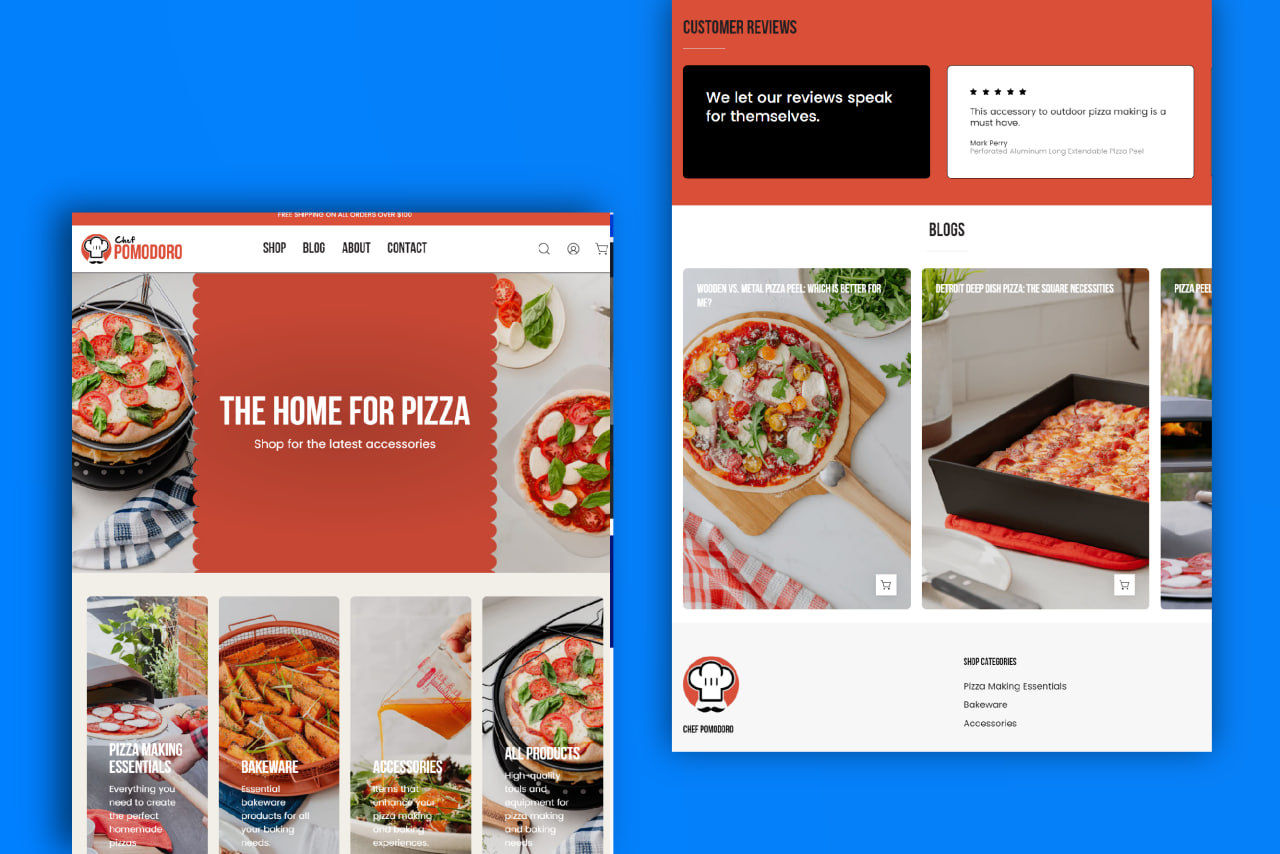 FREE SHIPPING ON ALL ORDERS OVER $100
Chef
POMODORO
SHOP BLOG ABOUT CONTACT
THE HOME FOR PIZZA
Shop for the latest accessories
PIZZA MAKING
ESSENTIALS
Everything you
need to create
the perfect
homemade
pizzas
BAKEWARE
Essential
bakeware
products for all
your baking
needs.
ACCESSORIES
Items that
enhance your
pizza making
and baking
experiences.
ALL PRODUCTS
High-quality
tools and
equipment for
pizza making
and baking
needs
CUSTOMER REVIEWS
We let our reviews speak
for themselves.
This accessory to outdoor pizza making is a
must have.
Mark Perry
Perforated Aluminum Long Extendable Pizza Peel
BLOGS
WOODEN VS. METAL PIZZA PEEL: WHICH IS BETTER FOR
ME?
DETROIT DEEP DISH PIZZA: THE SQUARE NECESSITIES
PIZZA PEEL
CHEF POMODORO
SHOP CATEGORIES
Pizza Making Essentials
Bakeware
Accessories